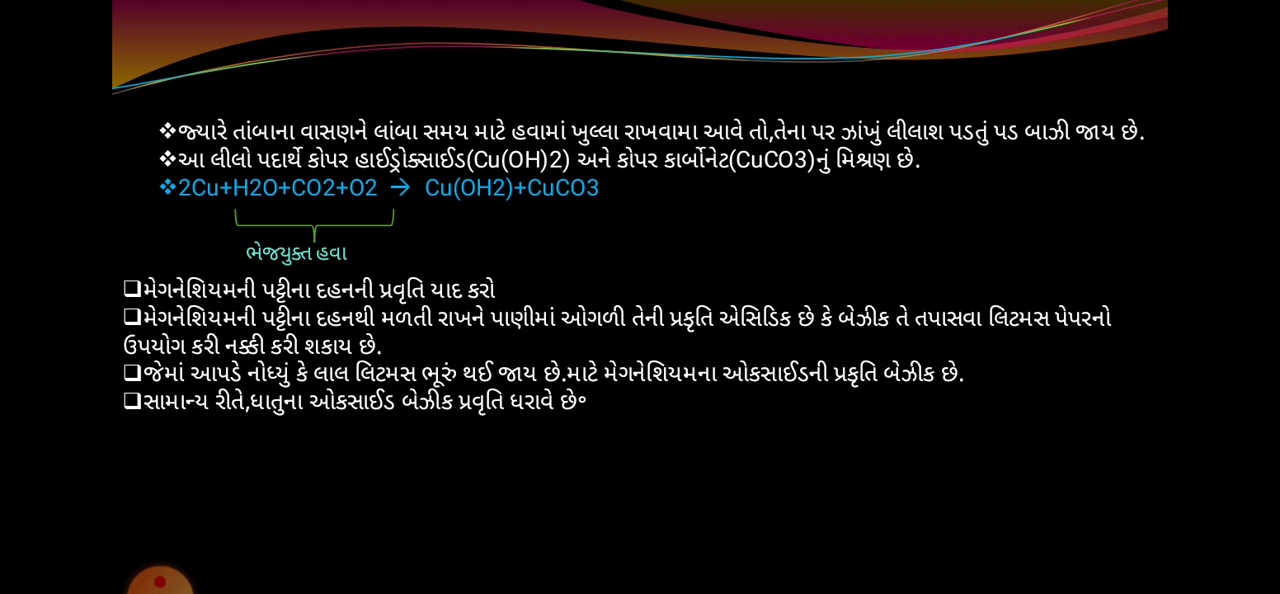 ❖જ્યારે તાંબાના વાસણને લાંબા સમય માટે હવામાં ખુલ્લા રાખવામા આવે તો,તેના પર ઝાંખું લીલાશ પડતું પડ બાઝી જાય છે.
❖આ લીલો પદાર્થે કોપર હાઈડ્રોક્સાઈડ(Cu(OH)2) અને કોપર કાર્બોનેટ(CuCO3)નું મિશ્રણ છે.
❖2Cu+H2O+CO2+O2 → Cu(OH2)+CuCO3
ભેજયુક્ત હવા
❑મેગનેશિયમની પટ્ટીના દહનની પ્રવૃતિ યાદ કરો
❑મેગનેશિયમની પટ્ટીના દહનથી મળતી રાખને પાણીમાં ઓગળી તેની પ્રકૃતિ એસિડિક છે કે બેઝીક તે તપાસવા લિટમસ પેપરનો
ઉપયોગ કરી નક્કી કરી શકાય છે.
❑જેમાં આપડે નોધ્યું કે લાલ લિટમસ ભૂરું થઈ જાય છે.માટે મેગનેશિયમના ઓકસાઈડની પ્રકૃતિ બેઝીક છે.
❑સામાન્ય રીતે,ધાતુના ઓકસાઈડ બેઝીક પ્રવૃતિ ધરાવે છે॰